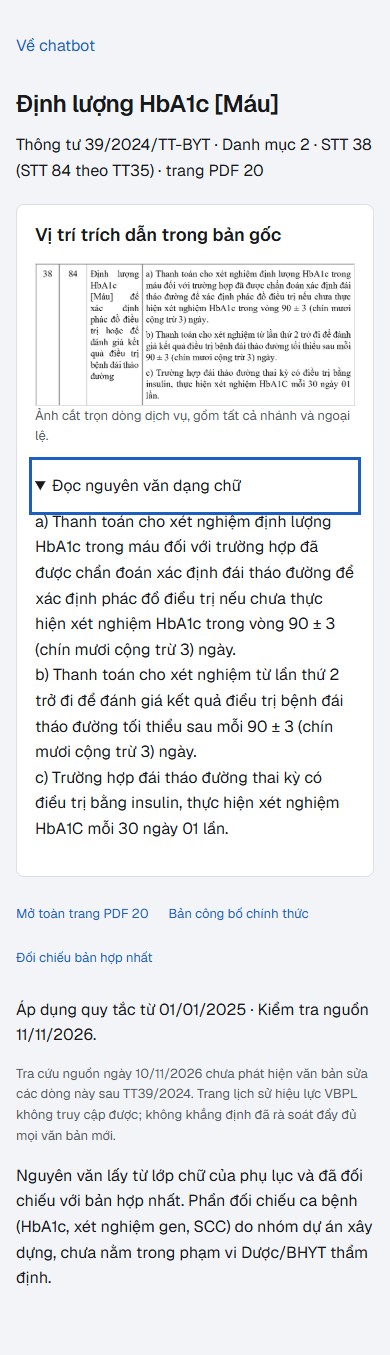 Về chatbot
Định lượng HbA1c [Máu]
Thông tư 39/2024/TT-BYT · Danh mục 2 · STT 38
(STT 84 theo TT35) · trang PDF 20
Vị trí trích dẫn trong bản gốc
38 84 Định lượng HbA1c [Máu] để xác định phác đồ điều trị hoặc để đánh giá kết quả điều trị bệnh đái tháo đường
a) Thanh toán cho xét nghiệm định lượng HbA1c trong
máu đối với trường hợp đã được chẩn đoán xác định đái
tháo đường để xác định phác đồ điều trị nếu chưa thực
hiện xét nghiệm HbA1c trong vòng 90 ± 3 (chín mươi
cộng trừ 3) ngày.
b) Thanh toán cho xét nghiệm từ lần thứ 2 trở đi để đánh
giá kết quả điều trị bệnh đái tháo đường tối thiểu sau mỗi
90 ± 3 (chín mươi cộng trừ 3) ngày.
c) Trường hợp đái tháo đường thai kỳ có điều trị bằng
insulin, thực hiện xét nghiệm HbA1C mỗi 30 ngày 01
lần.
Ảnh cắt trọn dòng dịch vụ, gồm tất cả nhánh và ngoại
lệ.
▼ Đọc nguyên văn dạng chữ
a) Thanh toán cho xét nghiệm định lượng
HbA1c trong máu đối với trường hợp đã
được chẩn đoán xác định đái tháo đường để
xác định phác đồ điều trị nếu chưa thực
hiện xét nghiệm HbA1c trong vòng 90 ± 3
(chín mươi cộng trừ 3) ngày.
b) Thanh toán cho xét nghiệm từ lần thứ 2
trở đi để đánh giá kết quả điều trị bệnh đái
tháo đường tối thiểu sau mỗi 90 ± 3 (chín
mươi cộng trừ 3) ngày.
c) Trường hợp đái tháo đường thai kỳ có
điều trị bằng insulin, thực hiện xét nghiệm
HbA1C mỗi 30 ngày 01 lần.
Mở toàn trang PDF 20 Bản công bố chính thức
Đối chiếu bản hợp nhất
Áp dụng quy tắc từ 01/01/2025 · Kiểm tra nguồn
11/11/2026.
Tra cứu nguồn ngày 10/11/2026 chưa phát hiện văn bản sửa
các dòng này sau TT39/2024. Trang lịch sử hiệu lực VBPL
không truy cập được; không khẳng định đã rà soát đầy đủ
mọi văn bản mới.
Nguyên văn lấy từ lớp chữ của phụ lục và đã đối
chiếu với bản hợp nhất. Phần đối chiếu ca bệnh
(HbA1c, xét nghiệm gen, SCC) do nhóm dự án xây
dựng, chưa nằm trong phạm vi Dược/BHYT thẩm
định.